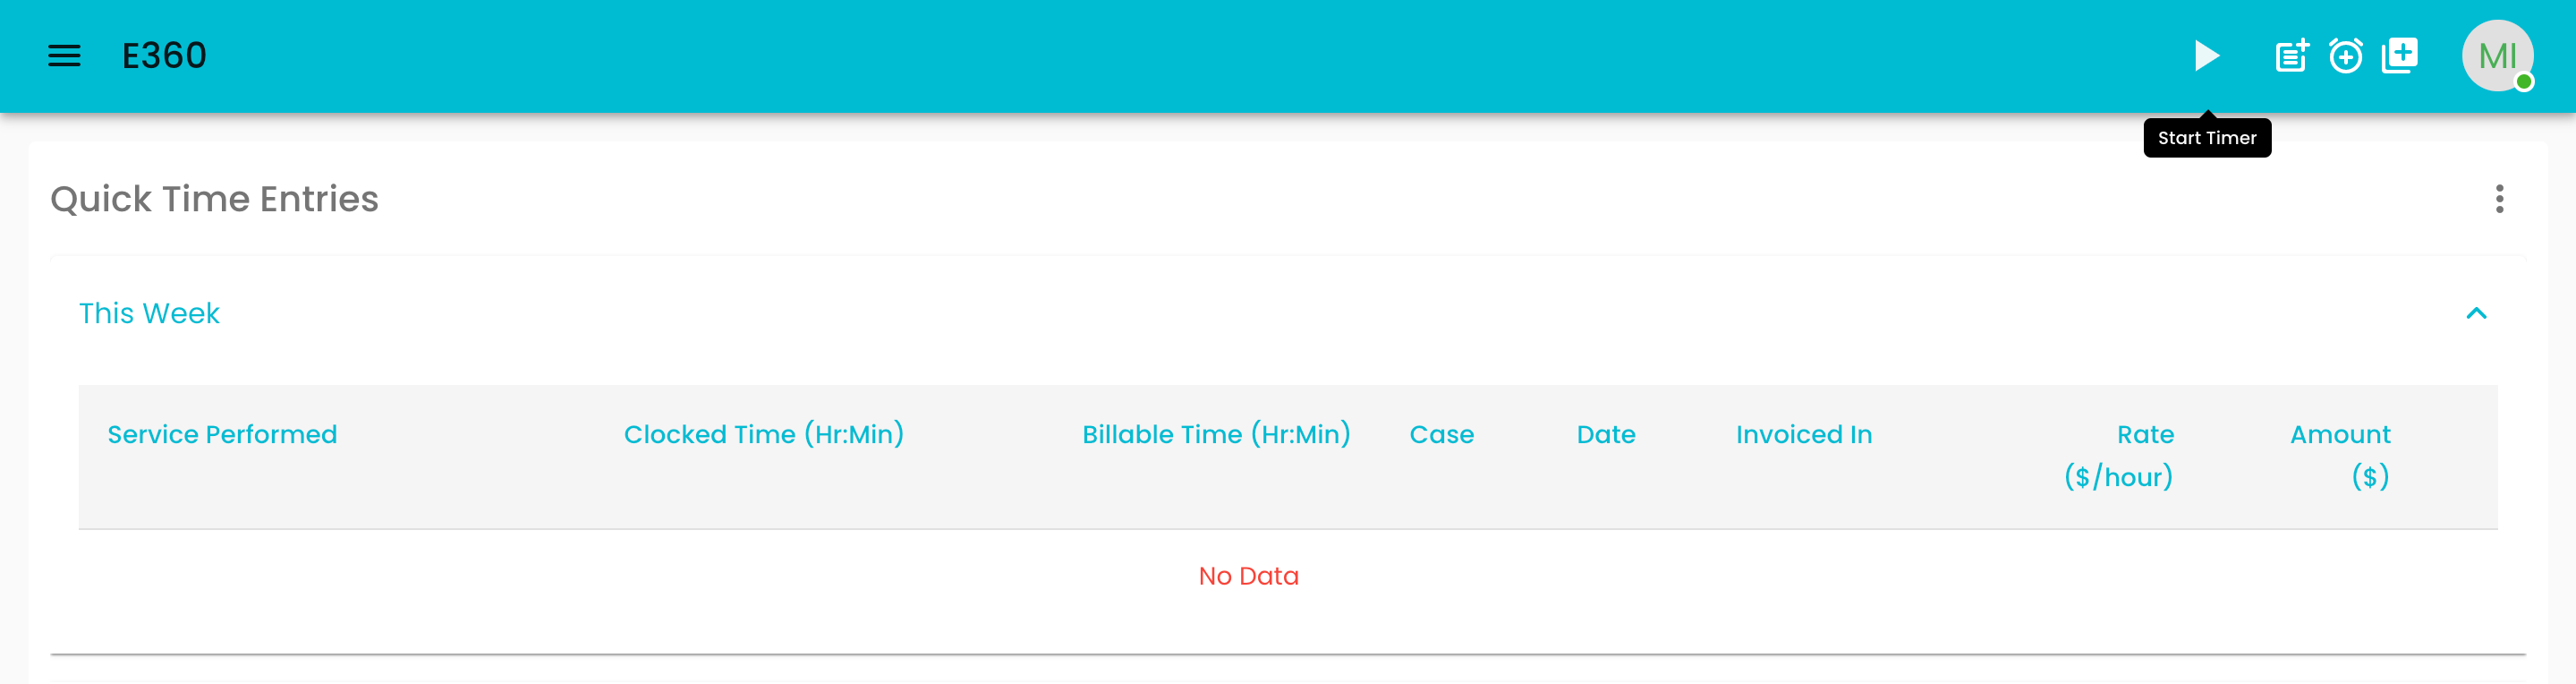 E360
MI
Start Timer
Quick Time Entries
This Week
Service Performed Clocked Time (Hr:Min) Billable Time (Hr:Min) Case Date Invoiced In Rate Amount
($/hour) ($)
No Data